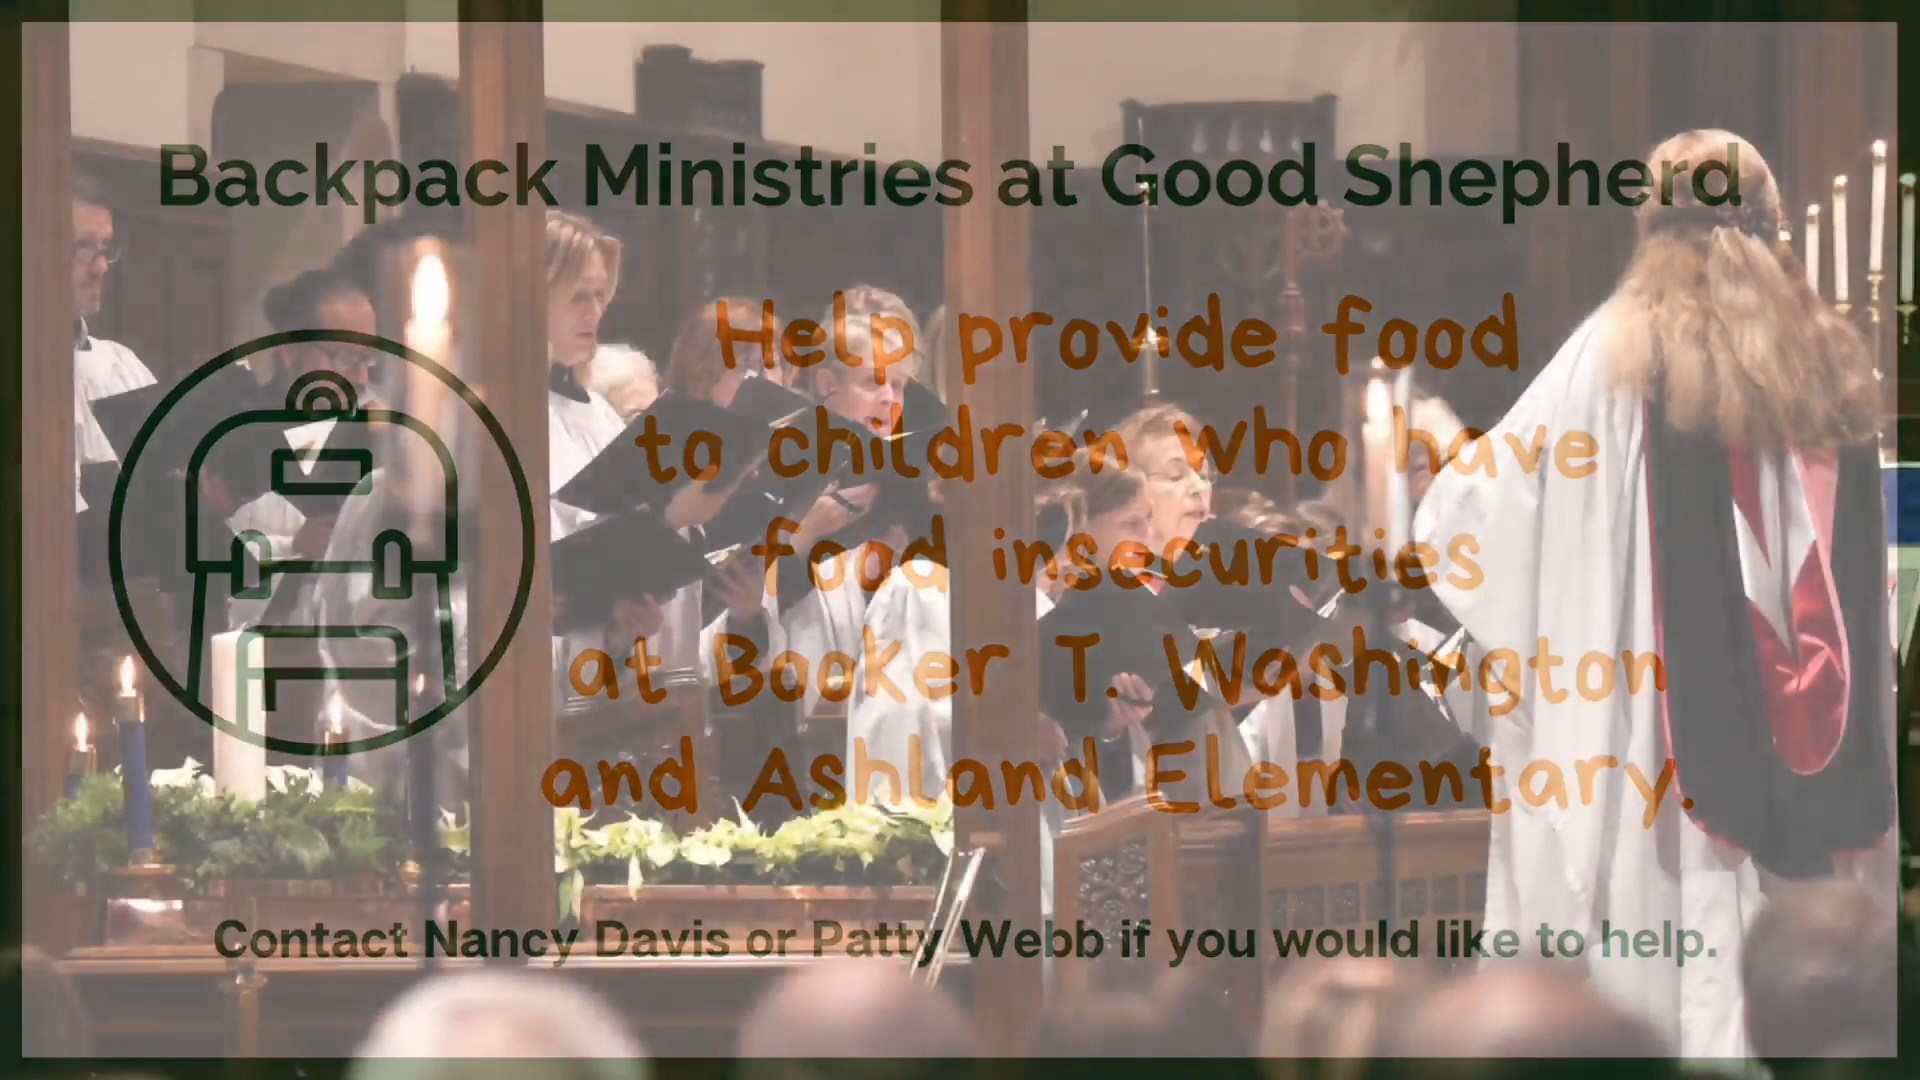 Backpack Ministries at Good Shepherd
Help provide food
to children who have
food insecurities
at Booker T. Washington
and Ashland Elementary.
Contact Nancy Davis or Patty Webb if you would like to help.